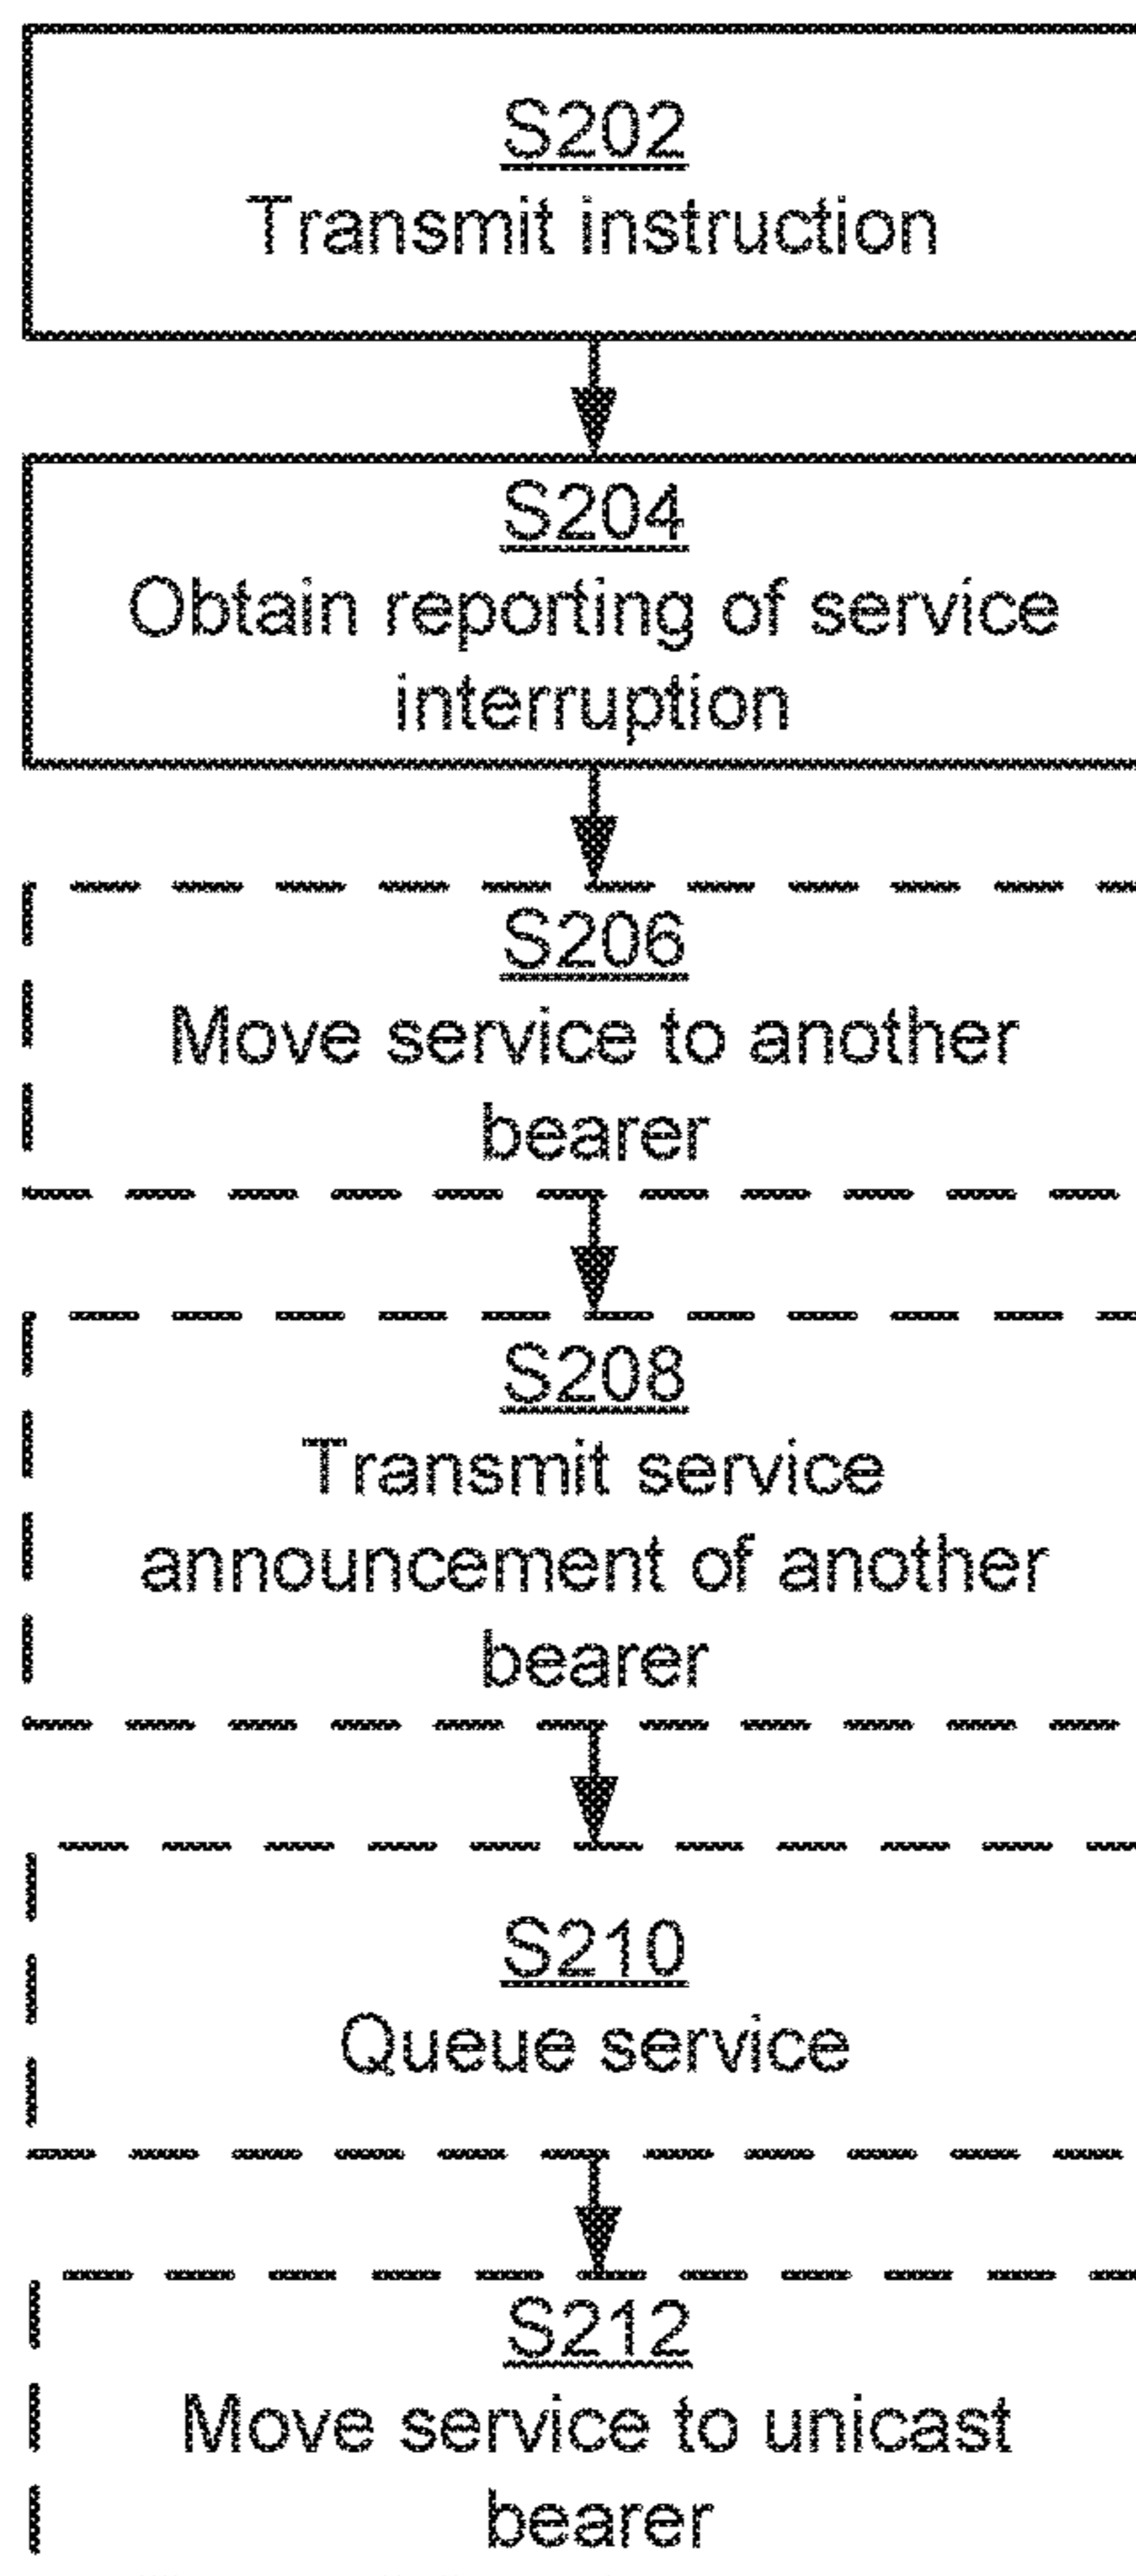 S202
Transmit instruction
S204
Obtain reporting of service
interruption
S206
Move service to another
bearer
S208
Transmit service
announcement of another
bearer
S210
Queue service
S212
Move service to unicast
bearer